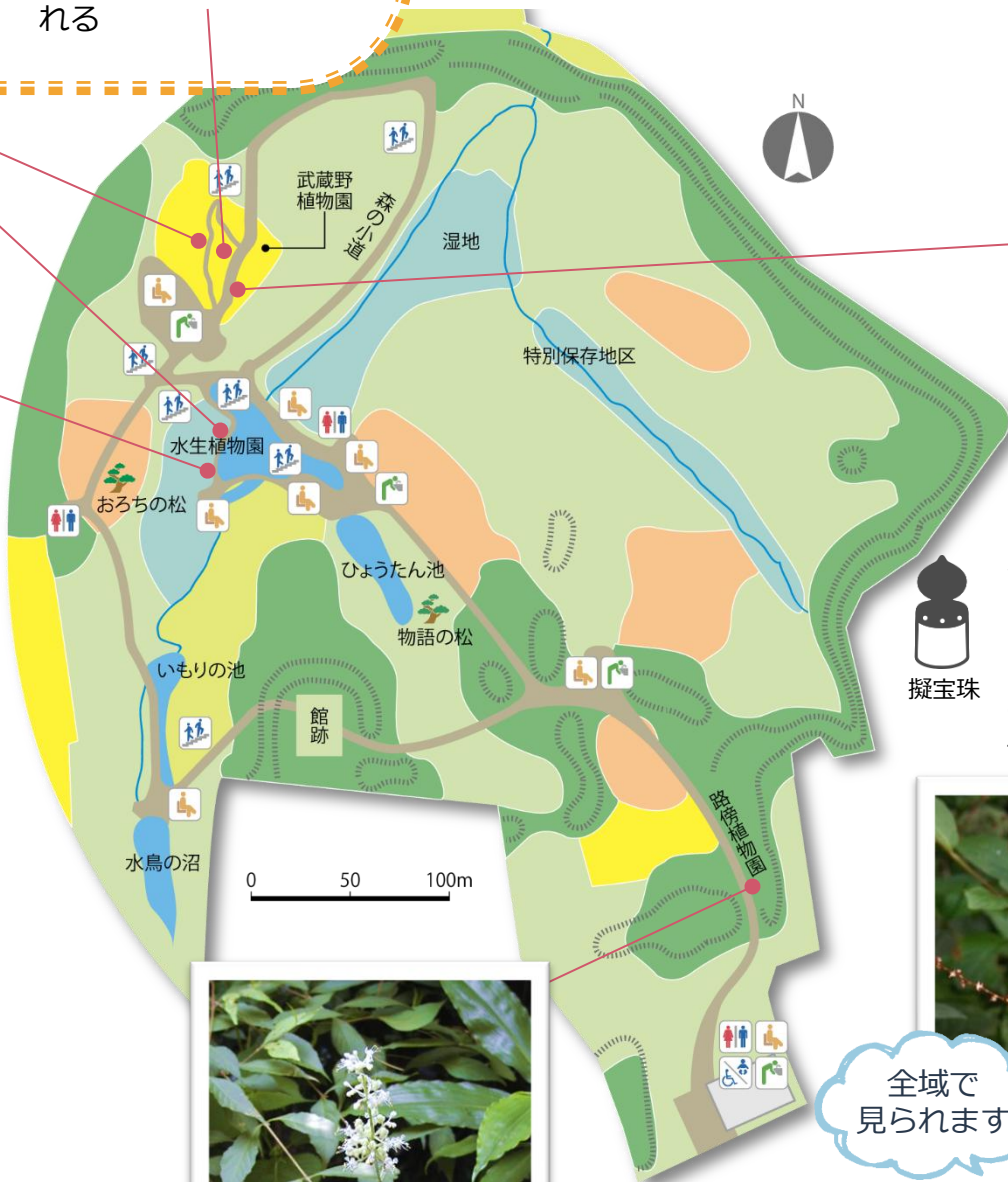 れる
N
武蔵野
植物園
森の小道
湿地
特別保存地区
水生植物園
おろちの松
ひょうたん池
物語の松
いもりの池
館跡
擬宝珠
路傍植物園
水鳥の沼
0 50 100m
全域で
見られます